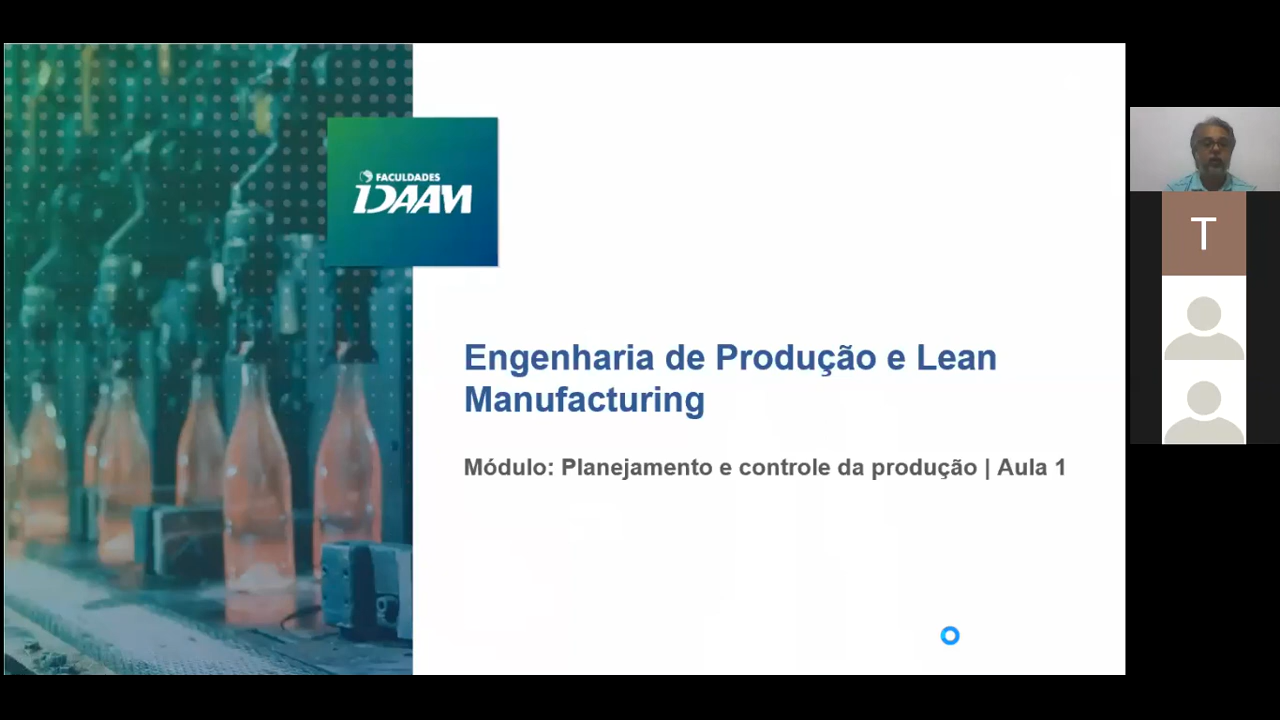 FACULDADES
IDAAM
Engenharia de Produção e Lean
Manufacturing
Módulo: Planejamento e controle da produção | Aula 1
T